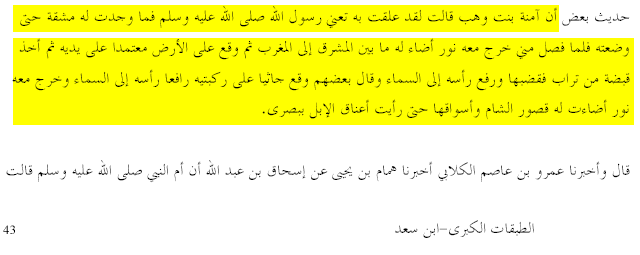 حديث بعض أن آمنة بنت وهب قالت لقد علقت به تعني رسول الله صلى الله عليه وسلم فما وجدت له مشقة حتى
وضعته فلما فصل مني خرج معه نور أضاء له ما بين المشرق إلى المغرب ثم وقع على الأرض معتمدا على يديه ثم أخذ
قبضة من تراب فقبضها ورفع رأسه إلى السماء وقال بعضهم وقع جاثيا على ركبتيه رافعا رأسه إلى السماء وخرج معه
نور أضاءت له قصور الشام وأسواقها حتى رأيت أعناق الإبل ببصرى.
قال وأخبرنا عمرو بن عاصم الكلابي أخبرنا همام بن يحيى عن إسحاق بن عبد الله أن أم النبي صلى الله عليه وسلم قالت
الطبقات الكبرى-ابن سعد 43